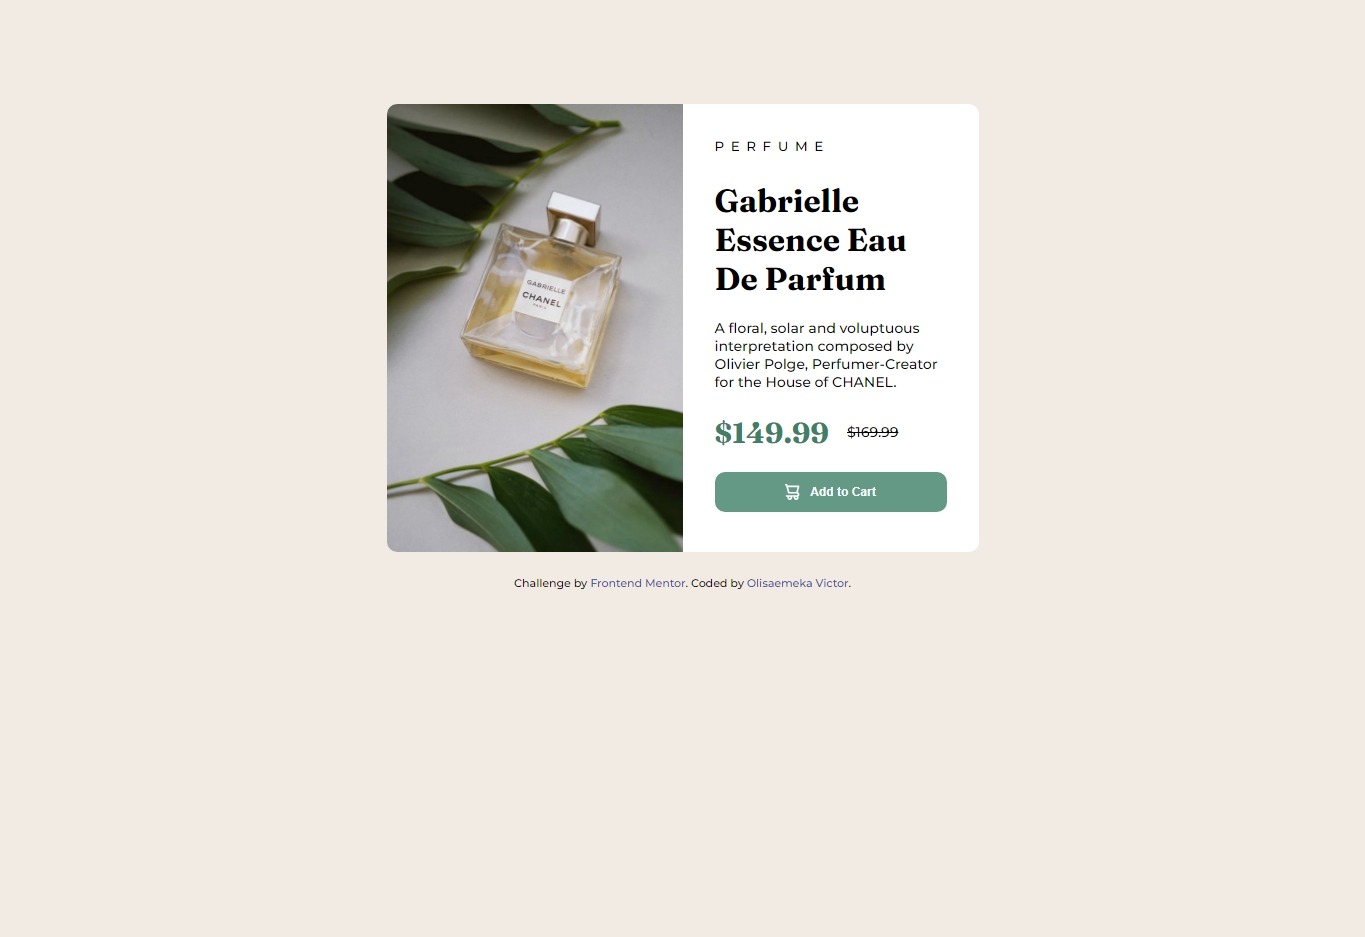 GABRIELLE
CHANEL
PARIS
PERFUME
Gabrielle
Essence Eau
De Parfum
A floral, solar and voluptuous
interpretation composed by
Olivier Polge, Perfumer-Creator
for the House of CHANEL.
$149.99 $169.99
Add to Cart
Challenge by Frontend Mentor. Coded by Olisaemeka Victor.